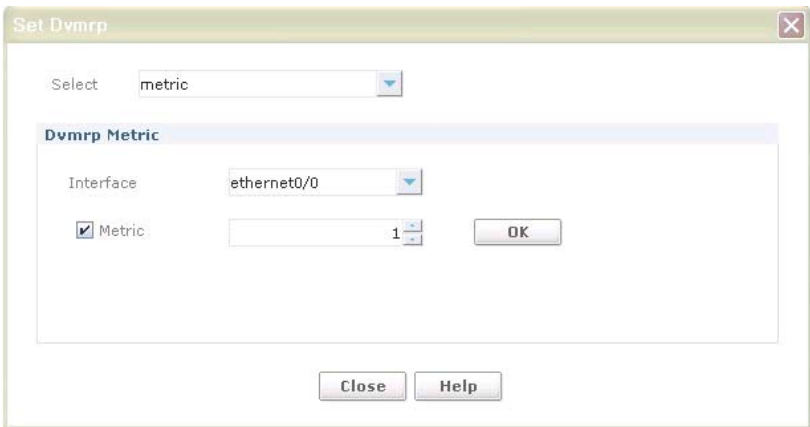 Set Dvmrp
Select metric
Dvmrp Metric
Interface ethernet0/0
Metric 1 OK
Close Help